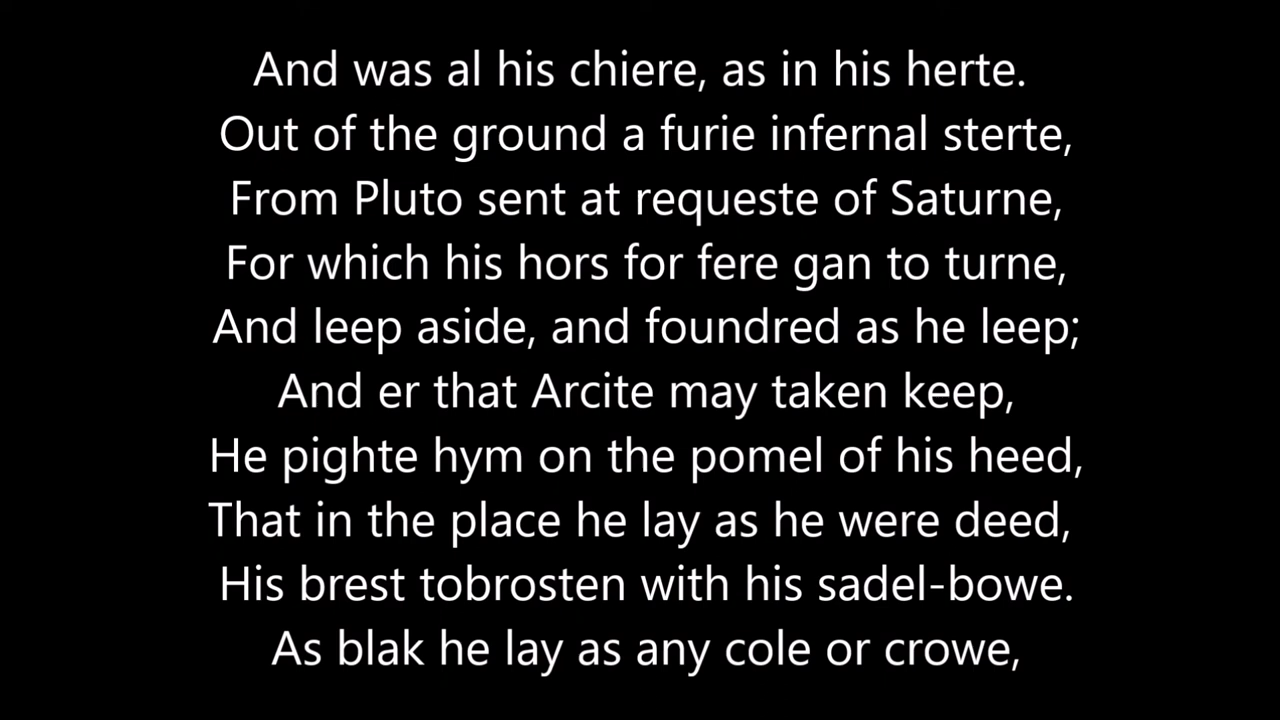 And was al his chiere, as in his herte.
Out of the ground a furie infernal sterte,
From Pluto sent at requeste of Saturne,
For which his hors for fere gan to turne,
And leep aside, and foundred as he leep;
And er that Arcite may taken keep,
He pighte hym on the pomel of his heed,
That in the place he lay as he were deed,
His brest tobrosten with his sadel-bowe.
As blak he lay as any cole or crowe,